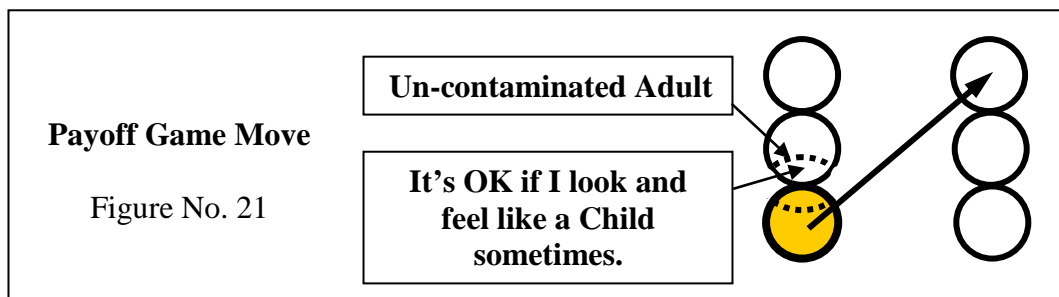 Payoff Game Move
Figure No. 21
Un-contaminated Adult
It's OK if I look and
feel like a Child
sometimes.